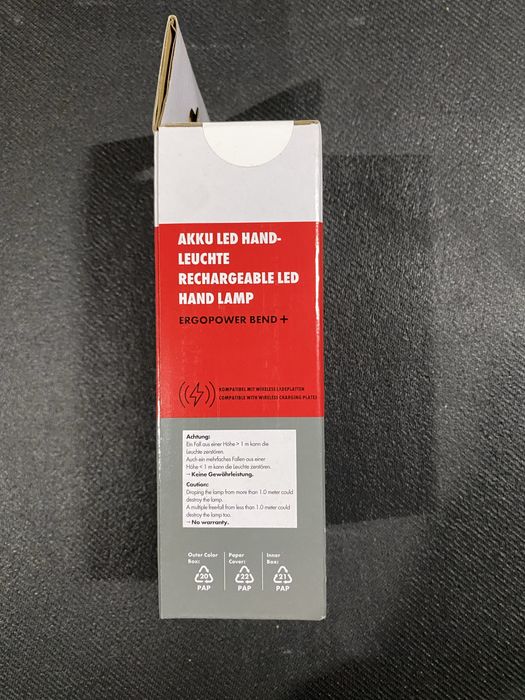 AKKU LED HAND-
LEUCHTE
RECHARGEABLE LED
HAND LAMP
ERGOPOWER BEND +
KOMPATIBEL MIT WIRELESS LADEPLATTEN
COMPATIBLE WITH WIRELESS CHARGING PLATES
Achtung:
Ein Fall aus einer Höhe > 1 m kann die
Leuchte zerstören.
Auch ein mehrfaches Fallen aus einer
Höhe < 1 m kann die Leuchte zerstören.
→ Keine Gewährleistung.
Caution:
Droping the lamp from more than 1.0 meter could
destroy the lamp.
A multiple free-fall from less than 1.0 meter could
destroy the lamp too.
→ No warranty.
Outer Color
Box:
20
PAP
Paper
Cover:
22
PAP
Inner
Box:
21
PAP